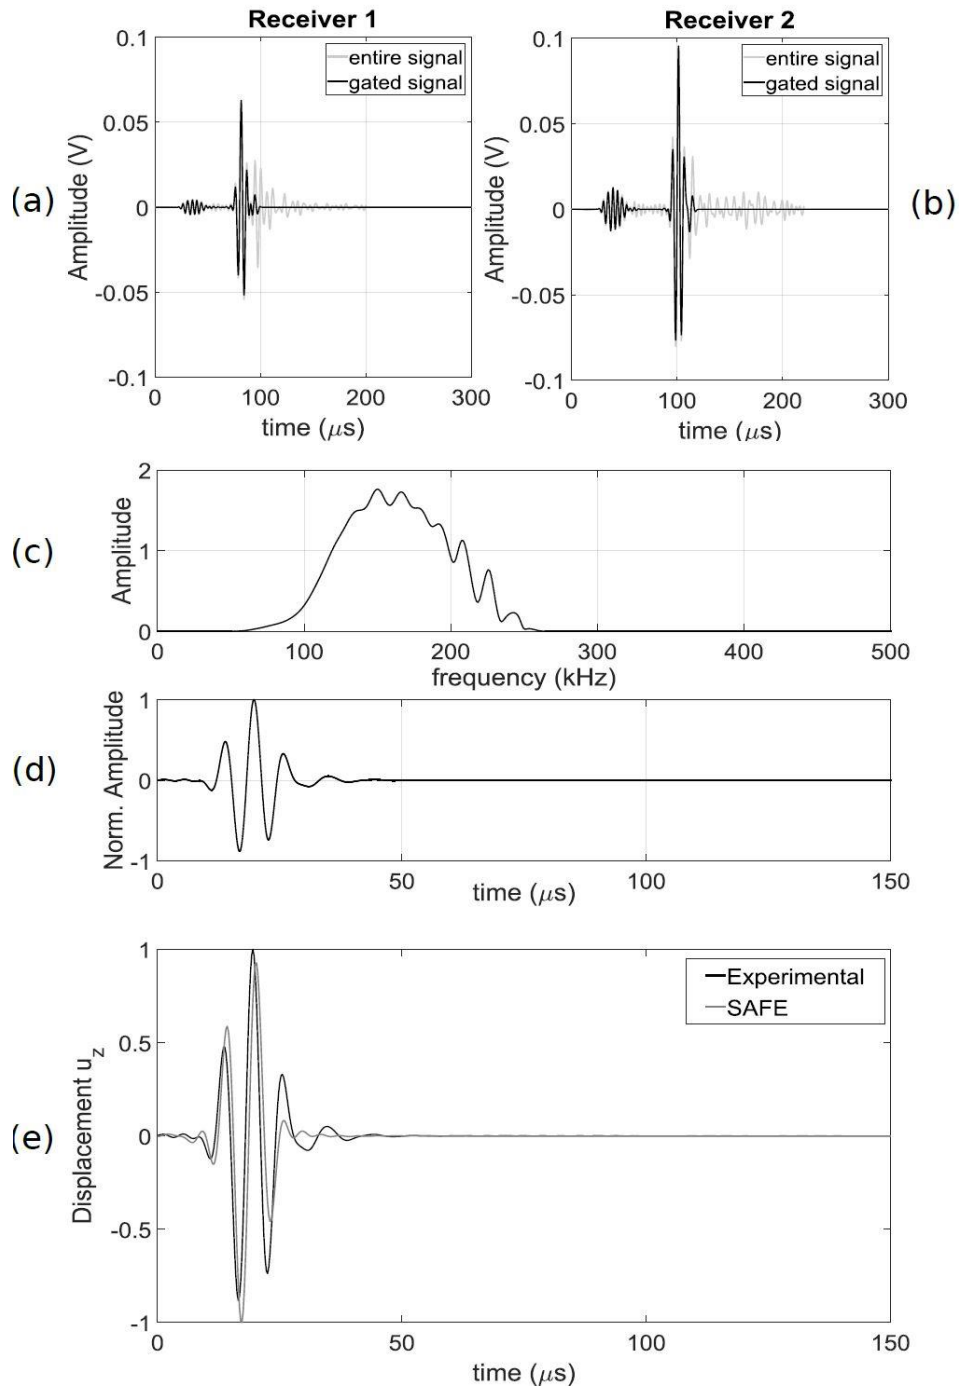 Receiver 1
Receiver 2
(a)
Amplitude (V)
0.1
0.05
0
-0.05
-0.1
entire signal
gated signal
0 100 200 300
time (μs)
Amplitude (V)
0.1
0.05
0
-0.05
-0.1
entire signal
gated signal
0 100 200 300
time (μs)
(b)
(c)
Amplitude
2
1
0
0 100 200 300 400 500
frequency (kHz)
(d)
Norm. Amplitude
1
0
-1
0 50 100 150
time (μs)
(e)
Displacement u_z
1
0.5
0
-0.5
-1
Experimental
SAFE
0 50 100 150
time (μs)